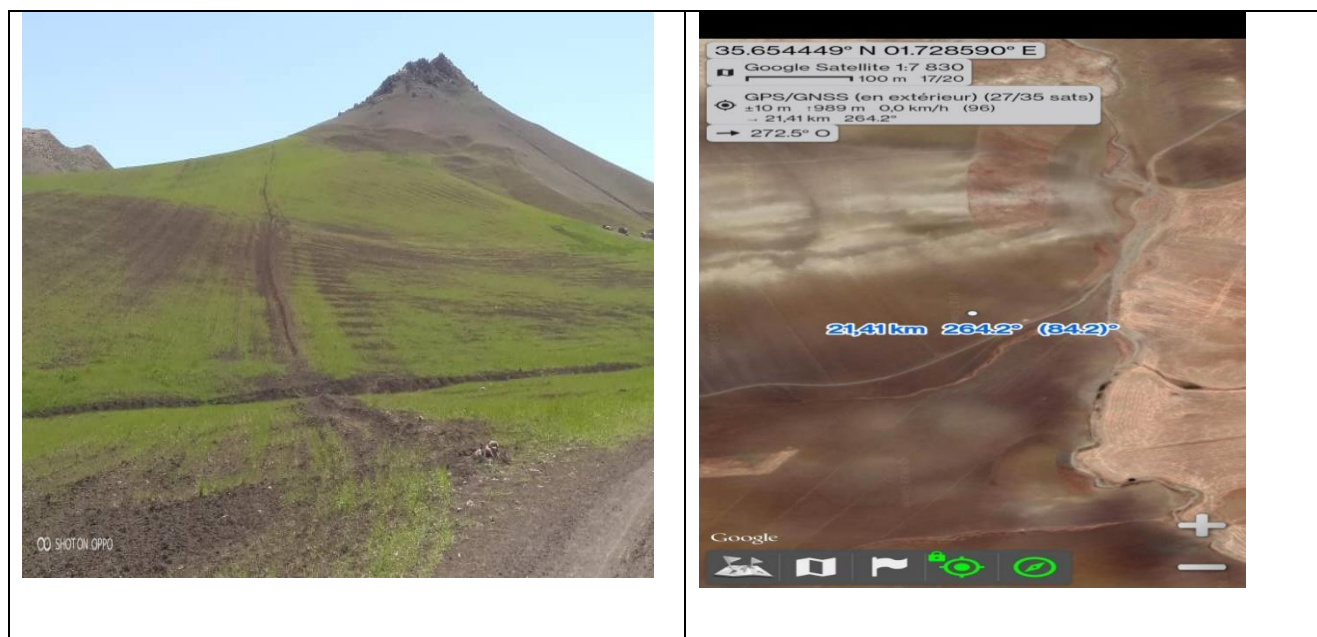 SHOT ON OPPO
35.654449° N 01.728590° E
Google Satellite 1:7 830
100 m 17/20
GPS/GNSS (en extérieur) (27/35 sats)
±10 m ↑989 m 0,0 km/h (96)
→ 21,41 km 264.2°
→ 272.5° O
21,41 km 264.2° (84.2)°
Google